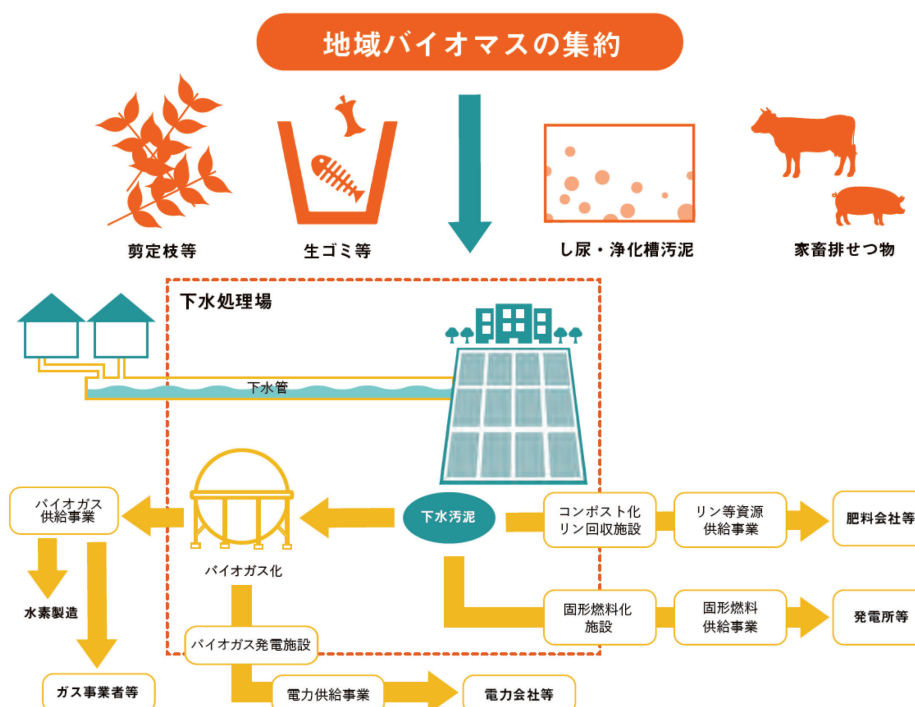 地域バイオマスの集約
剪定枝等
生ゴミ等
し尿・浄化槽汚泥
家畜排せつ物
下水処理場
下水管
バイオガス
供給事業
バイオガス化
下水汚泥
コンポスト化
リン回収施設
リン等資源
供給事業
肥料会社等
水素製造
固形燃料化
施設
固形燃料
供給事業
発電所等
バイオガス発電施設
ガス事業者等
電力供給事業
電力会社等